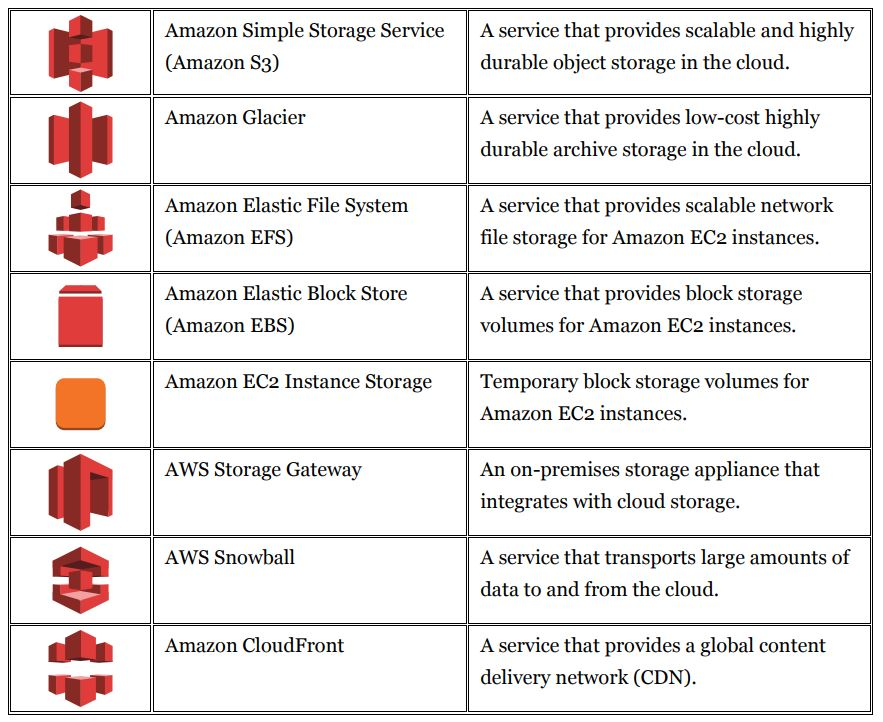 Amazon Simple Storage Service
(Amazon S3)
A service that provides scalable and highly
durable object storage in the cloud.
Amazon Glacier
A service that provides low-cost highly
durable archive storage in the cloud.
Amazon Elastic File System
(Amazon EFS)
A service that provides scalable network
file storage for Amazon EC2 instances.
Amazon Elastic Block Store
(Amazon EBS)
A service that provides block storage
volumes for Amazon EC2 instances.
Amazon EC2 Instance Storage
Temporary block storage volumes for
Amazon EC2 instances.
AWS Storage Gateway
An on-premises storage appliance that
integrates with cloud storage.
AWS Snowball
A service that transports large amounts of
data to and from the cloud.
Amazon CloudFront
A service that provides a global content
delivery network (CDN).